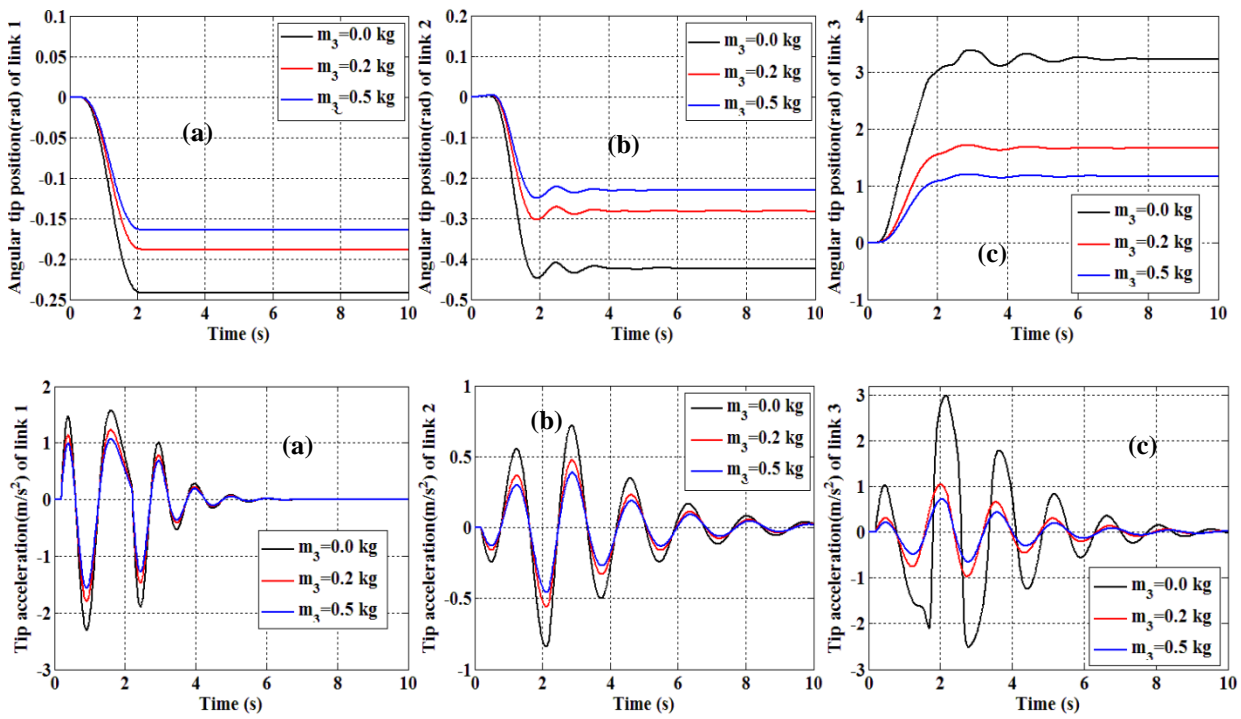 Angular tip position(rad) of link 1
0.1
0.05
0
-0.05
-0.1
-0.15
-0.2
-0.25
m3=0.0 kg
m3=0.2 kg
m3=0.5 kg
(a)
0 2 4 6 8 10
Time (s)
Angular tip position(rad) of link 2
0.2
0.1
0
-0.1
-0.2
-0.3
-0.4
-0.5
m3=0.0 kg
m3=0.2 kg
m3=0.5 kg
(b)
0 2 4 6 8 10
Time (s)
Angular tip position(rad) of link 3
4
3
2
1
0
-1
m3=0.0 kg
m3=0.2 kg
m3=0.5 kg
(c)
0 2 4 6 8 10
Time (s)
Tip acceleration(m/s2) of link 1
2
1
0
-1
-2
-3
(a)
m3=0.0 kg
m3=0.2 kg
m3=0.5 kg
0 2 4 6 8 10
Time (s)
Tip acceleration(m/s2) of link 2
1
0.5
0
-0.5
-1
(b)
m3=0.0 kg
m3=0.2 kg
m3=0.5 kg
0 2 4 6 8 10
Time (s)
Tip acceleration(m/s2) of link 3
3
2
1
0
-1
-2
-3
(c)
m3=0.0 kg
m3=0.2 kg
m3=0.5 kg
0 2 4 6 8 10
Time (s)